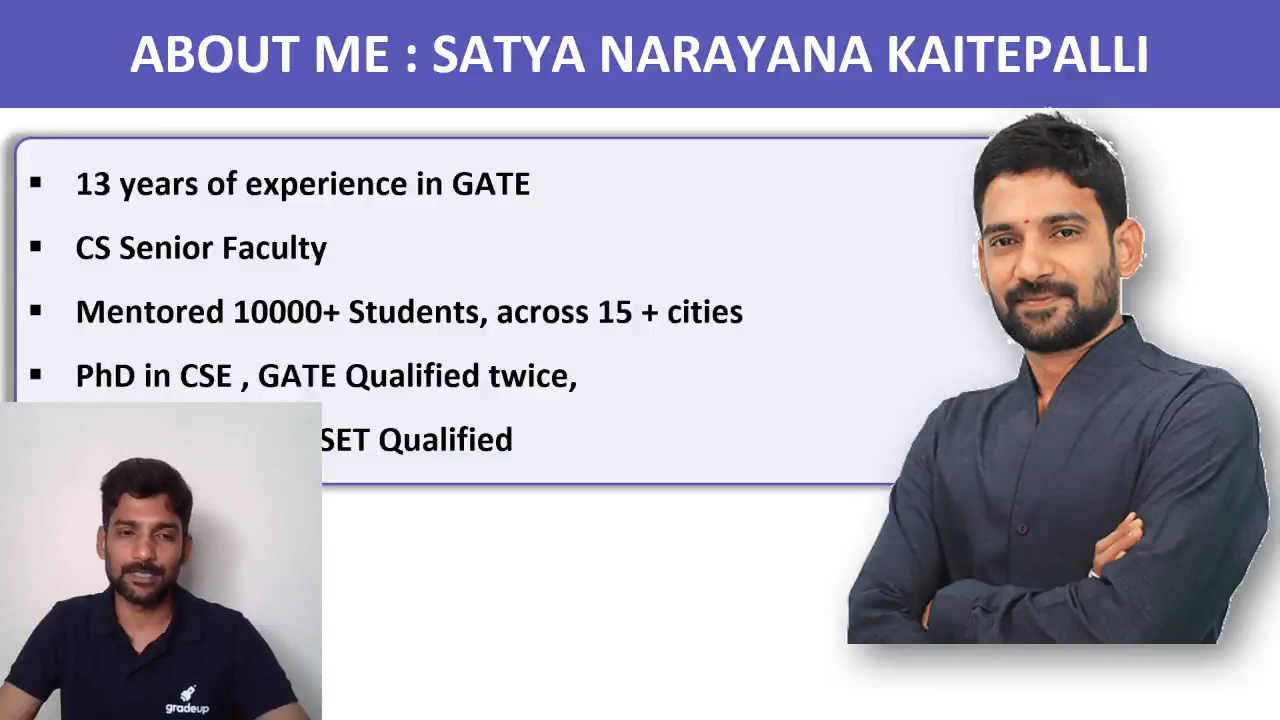 ABOUT ME : SATYA NARAYANA KAITEPALLI
▪ 13 years of experience in GATE
▪ CS Senior Faculty
▪ Mentored 10000+ Students, across 15 + cities
▪ PhD in CSE , GATE Qualified twice,
SET Qualified
gradeup